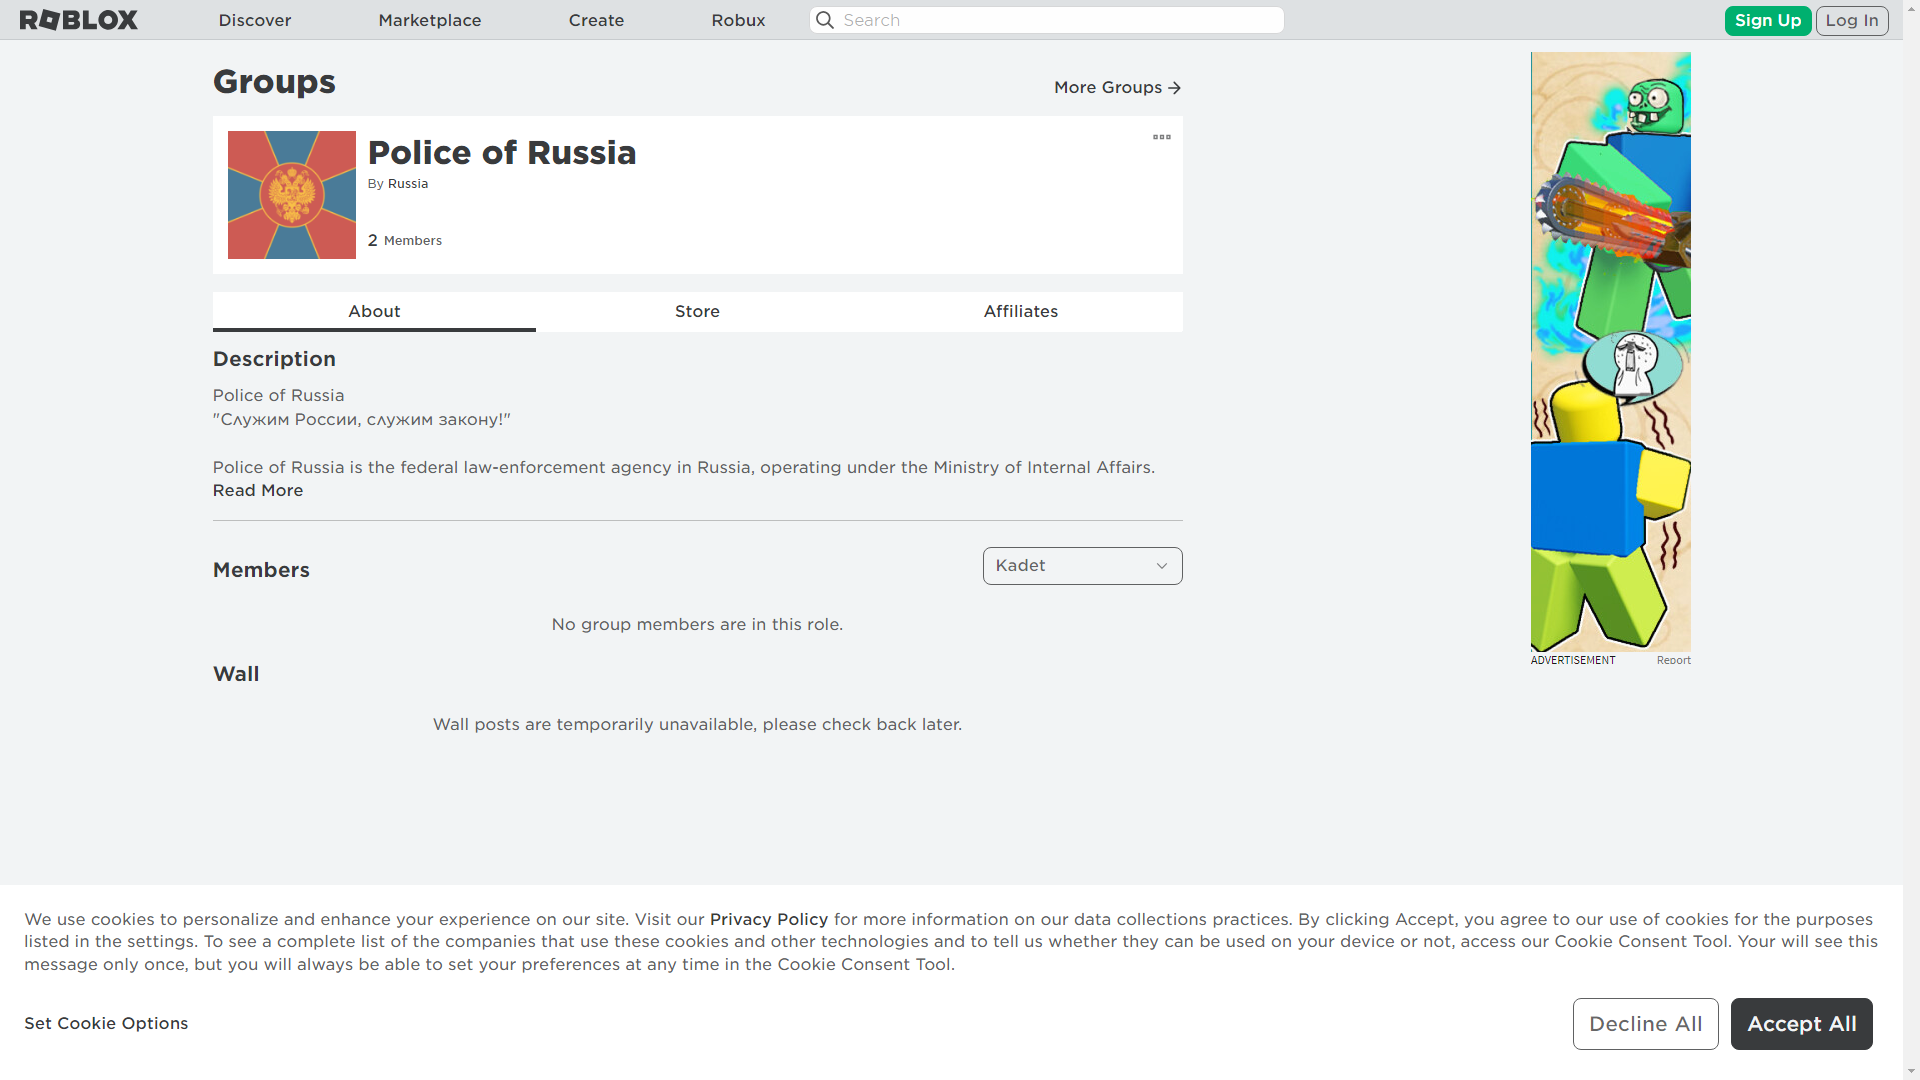 ROBLOX
Discover
Marketplace
Create
Robux
Search
Sign Up
Log In
Groups
More Groups
Police of Russia
By Russia
2 Members
About
Store
Affiliates
Description
Police of Russia
"Служим России, служим закону!"
Police of Russia is the federal law-enforcement agency in Russia, operating under the Ministry of Internal Affairs.
Read More
Members
Kadet
No group members are in this role.
Wall
Wall posts are temporarily unavailable, please check back later.
ADVERTISEMENT
Report
We use cookies to personalize and enhance your experience on our site. Visit our Privacy Policy for more information on our data collections practices. By clicking Accept, you agree to our use of cookies for the purposes
listed in the settings. To see a complete list of the companies that use these cookies and other technologies and to tell us whether they can be used on your device or not, access our Cookie Consent Tool. Your will see this
message only once, but you will always be able to set your preferences at any time in the Cookie Consent Tool.
Set Cookie Options
Decline All
Accept All